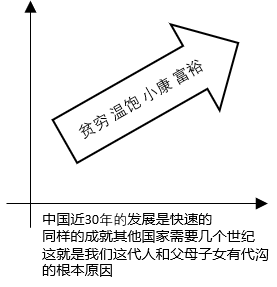 贫穷 温饱 小康 富裕
中国近30年的发展是快速的
同样的成就其他国家需要几个世纪
这就是我们这代人和父母子女有代沟
的根本原因